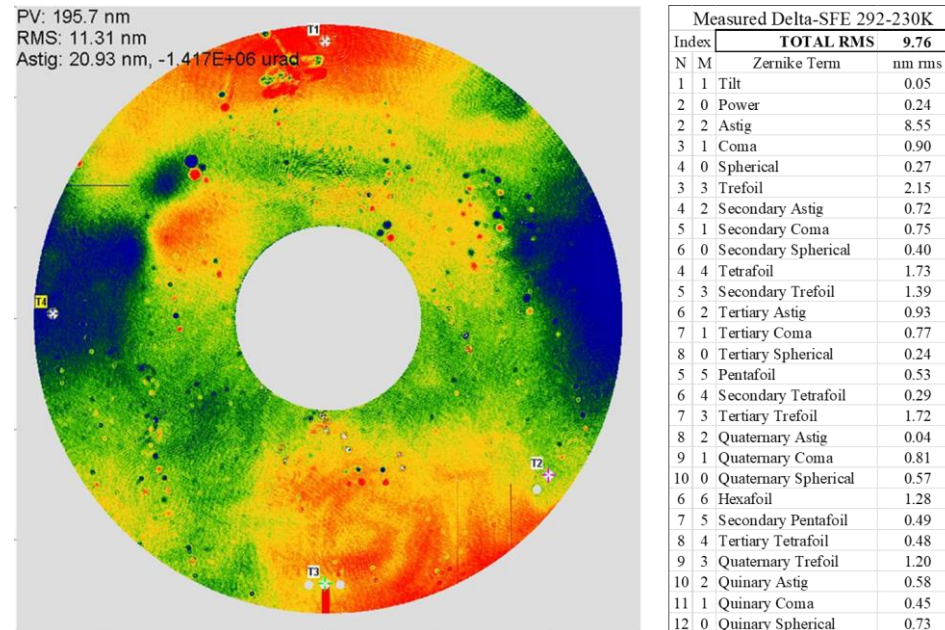 PV: 195.7 nm
RMS: 11.31 nm
Astig: 20.93 nm, -1.417E+06 urad
T1
T4
T2
T3
Measured Delta-SFE 292-230K
Index TOTAL RMS 9.76
N M Zernike Term nm rms
1 1 Tilt 0.05
2 0 Power 0.24
2 2 Astig 8.55
3 1 Coma 0.90
4 0 Spherical 0.27
3 3 Trefoil 2.15
4 2 Secondary Astig 0.72
5 1 Secondary Coma 0.75
6 0 Secondary Spherical 0.40
4 4 Tetrafoil 1.73
5 3 Secondary Trefoil 1.39
6 2 Tertiary Astig 0.93
7 1 Tertiary Coma 0.77
8 0 Tertiary Spherical 0.24
5 5 Pentafoil 0.53
6 4 Secondary Tetrafoil 0.29
7 3 Tertiary Trefoil 1.72
8 2 Quaternary Astig 0.04
9 1 Quaternary Coma 0.81
10 0 Quaternary Spherical 0.57
6 6 Hexafoil 1.28
7 5 Secondary Pentafoil 0.49
8 4 Tertiary Tetrafoil 0.48
9 3 Quaternary Trefoil 1.20
10 2 Quinary Astig 0.58
11 1 Quinary Coma 0.45
12 0 Quinary Spherical 0.73